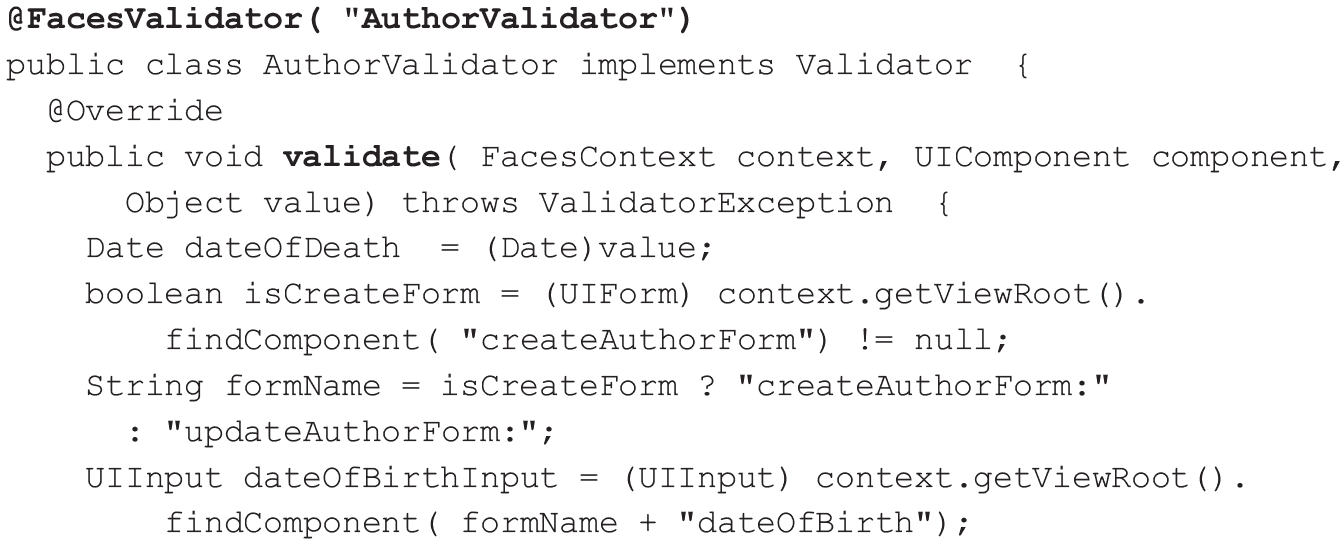 @FacesValidator( "AuthorValidator")
public class AuthorValidator implements Validator  {
  @Override
  public void validate( FacesContext context, UIComponent component,
      Object value) throws ValidatorException  {
    Date dateOfDeath  = (Date)value;
    boolean isCreateForm = (UIForm) context.getViewRoot().
        findComponent( "createAuthorForm") != null;
    String formName = isCreateForm ? "createAuthorForm:"
      : "updateAuthorForm:";
    UIInput dateOfBirthInput = (UIInput) context.getViewRoot().
        findComponent( formName + "dateOfBirth");